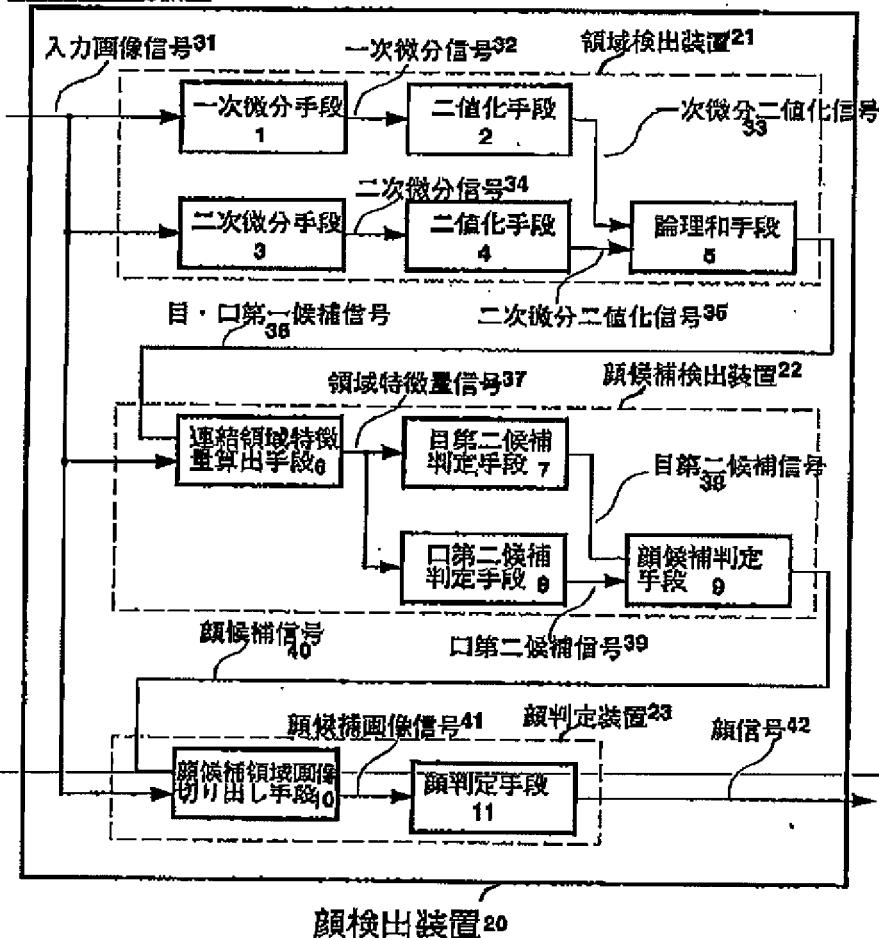 入力画像信号31
一次微分信号32
領域検出装置21
一次微分手段
1
二値化手段
2
一次微分二値化信号
33
二次微分信号34
二次微分手段
3
二値化手段
4
論理和手段
5
目・口第一候補信号
36
二次微分二値化信号35
領域特徴量信号37
顔候補検出装置22
連結領域特徴
量算出手段6
目第二候補
判定手段
7
目第二候補信号
38
口第二候補
判定手段 8
顔候補判定
手段 9
顔候補信号
40
口第二候補信号39
顔候補画像信号41
顔判定装置23
顔信号42
顔候補領域画像
切り出し手段10
顔判定手段
11
顔検出装置20